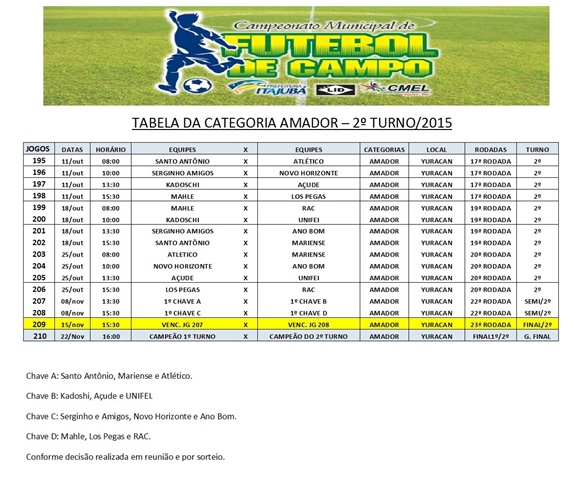 Campeonato Municipal de
FUTEBOL
DE CAMPO
PREFEITURA
ITAJUBÁ
LID
CMEL
TABELA DA CATEGORIA AMADOR – 2º TURNO/2015
JOGOS DATAS HORÁRIO EQUIPES X EQUIPES CATEGORIAS LOCAL RODADAS TURNO
195 11/out 08:00 SANTO ANTÔNIO X ATLÉTICO AMADOR YURACAN 17ª RODADA 2º
196 11/out 10:00 SERGINHO AMIGOS X NOVO HORIZONTE AMADOR YURACAN 17ª RODADA 2º
197 11/out 13:30 KADOSCHI X AÇUDE AMADOR YURACAN 17ª RODADA 2º
198 11/out 15:30 MAHLE X LOS PEGAS AMADOR YURACAN 17ª RODADA 2º
199 18/out 08:00 MAHLE X RAC AMADOR YURACAN 19ª RODADA 2º
200 18/out 10:00 KADOSCHI X UNIFEI AMADOR YURACAN 19ª RODADA 2º
201 18/out 13:30 SERGINHO AMIGOS X ANO BOM AMADOR YURACAN 19ª RODADA 2º
202 18/out 15:30 SANTO ANTÔNIO X MARIENSE AMADOR YURACAN 19ª RODADA 2º
203 25/out 08:00 ATLETICO X MARIENSE AMADOR YURACAN 20ª RODADA 2º
204 25/out 10:00 NOVO HORIZONTE X ANO BOM AMADOR YURACAN 20ª RODADA 2º
205 25/out 13:30 AÇUDE X UNIFEI AMADOR YURACAN 20ª RODADA 2º
206 25/out 15:30 LOS PEGAS X RAC AMADOR YURACAN 20ª RODADA 2º
207 08/nov 13:30 1º CHAVE A X 1º CHAVE B AMADOR YURACAN 22ª RODADA SEMI/2º
208 08/nov 15:30 1º CHAVE C X 1º CHAVE D AMADOR YURACAN 22ª RODADA SEMI/2º
209 15/nov 15:30 VENC. JG 207 X VENC. JG 208 AMADOR YURACAN 23ª RODADA FINAL/2º
210 22/Nov 16:00 CAMPEÃO 1º TURNO X CAMPEÃO DO 2º TURNO AMADOR YURACAN FINAL1º/2º G. FINAL
Chave A: Santo Antônio, Mariense e Atlético.
Chave B: Kadoshi, Açude e UNIFEI.
Chave C: Serginho e Amigos, Novo Horizonte e Ano Bom.
Chave D: Mahle, Los Pegas e RAC.
Conforme decisão realizada em reunião e por sorteio.